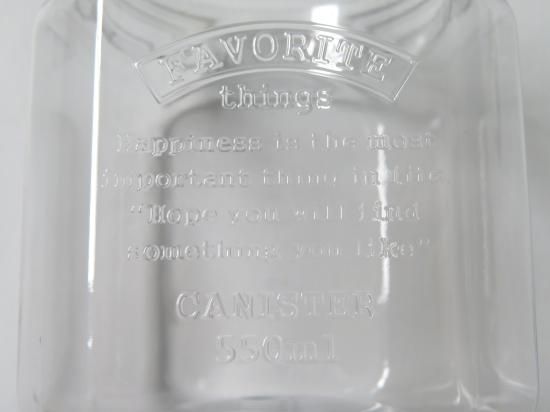 FAVORITE
things
Happiness is the most
important thing in life.
"Hope you will find
something you like"
CANISTER
550ml